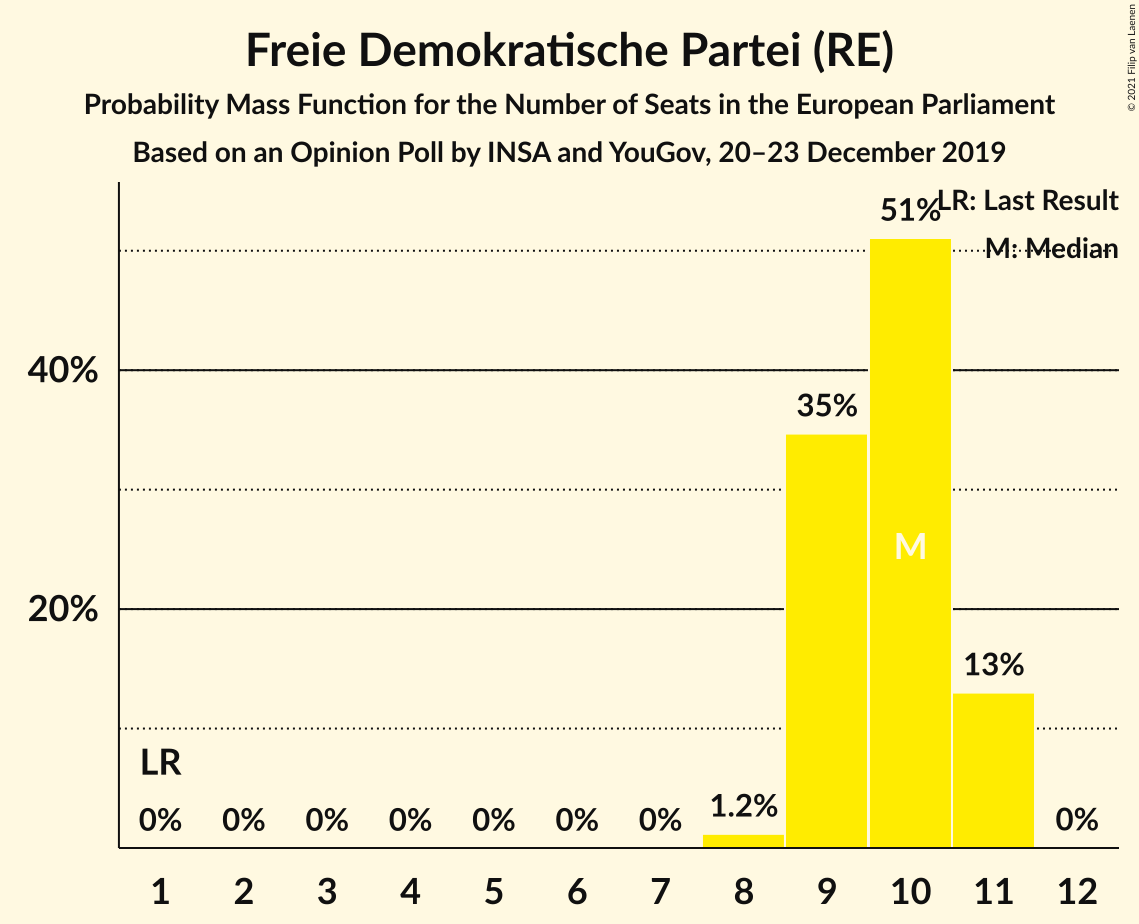 Freie Demokratische Partei (RE)
Probability Mass Function for the Number of Seats in the European Parliament
Based on an Opinion Poll by INSA and YouGov, 20–23 December 2019
© 2021 Filip van Laenen
LR: Last Result
M: Median
51%
40%
35%
M
20%
13%
LR
0% 0% 0% 0% 0% 0% 0% 1.2% 0%
1 2 3 4 5 6 7 8 9 10 11 12